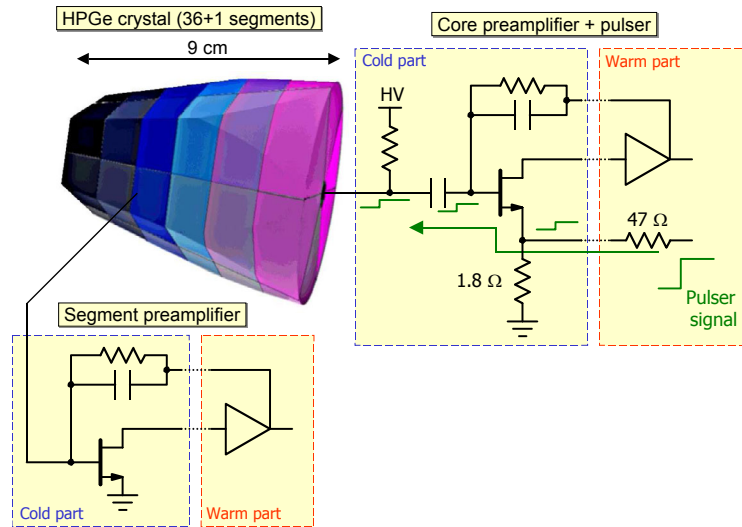 HPGe crystal (36+1 segments)
9 cm
Core preamplifier + pulser
Cold part
Warm part
HV
47 Ω
1.8 Ω
Pulser
signal
Segment preamplifier
Cold part
Warm part